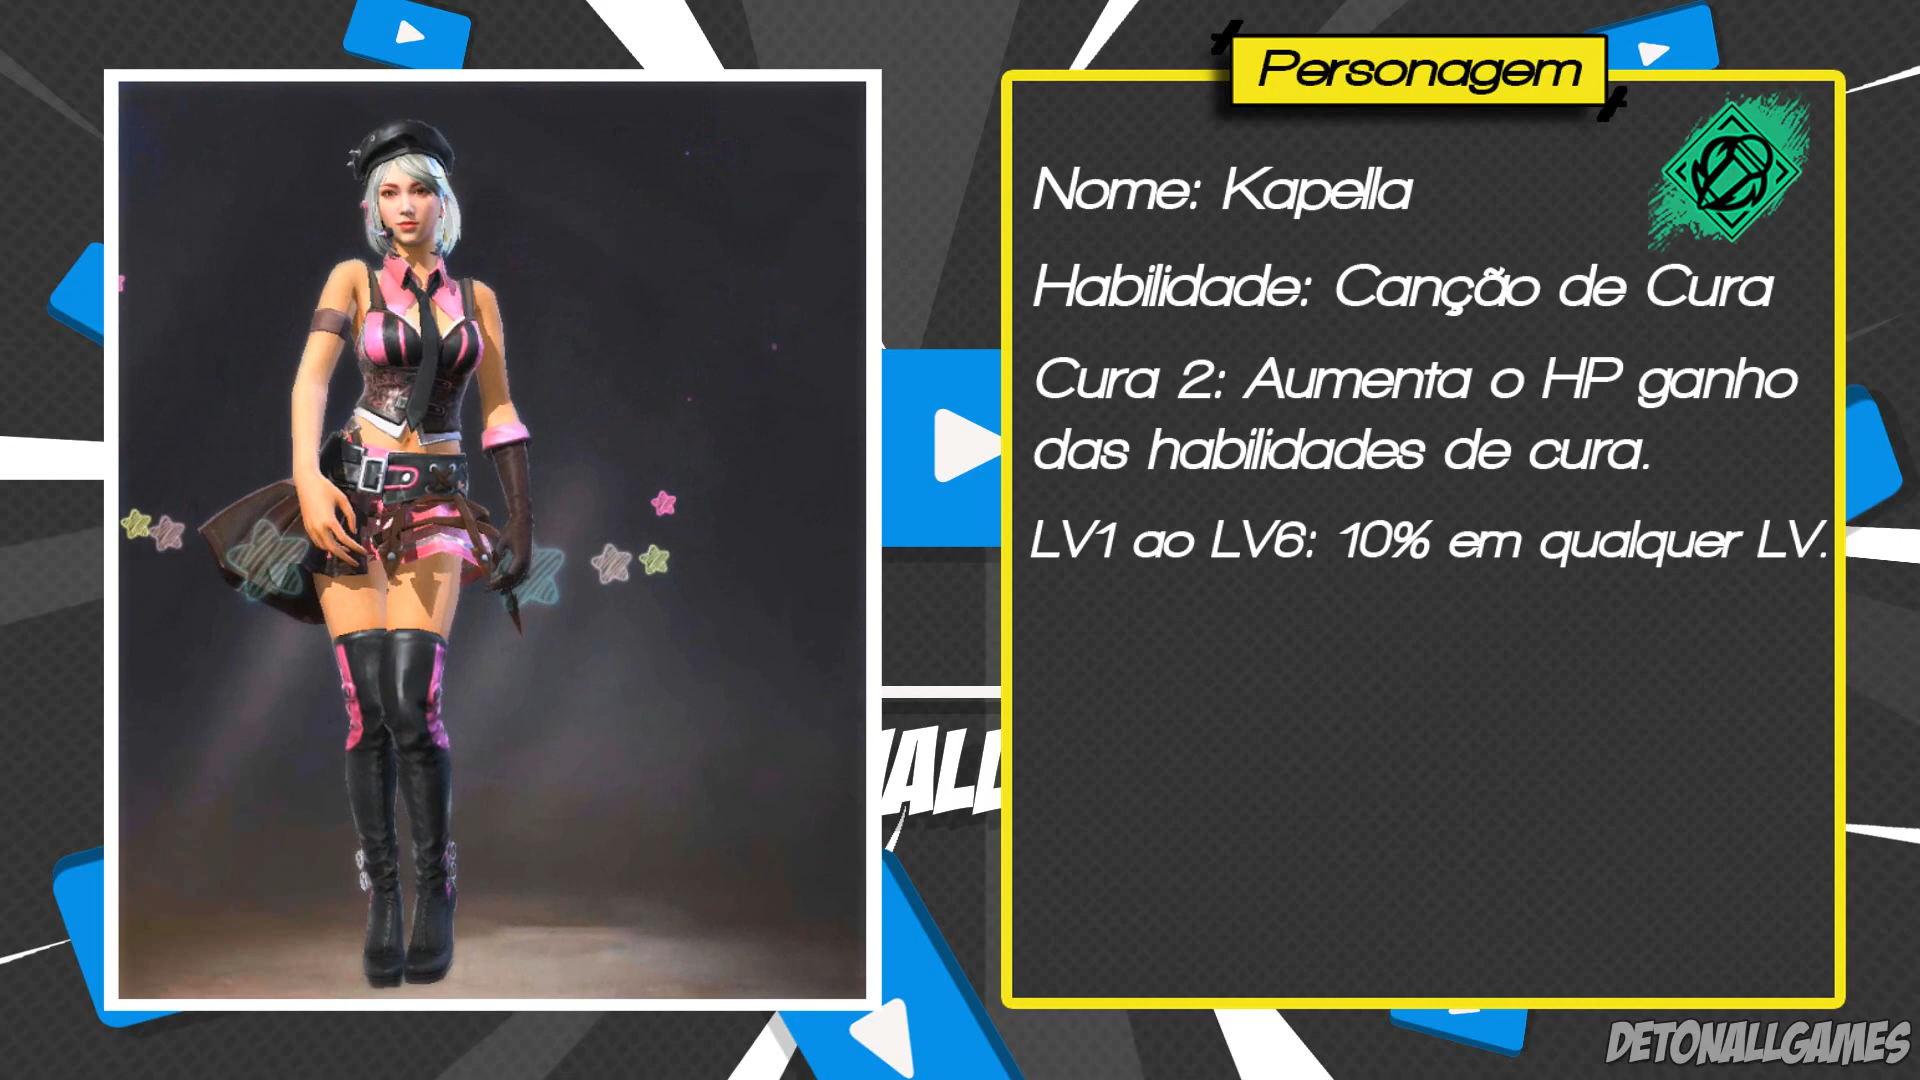 Personagem
Nome: Kapella
Habilidade: Canção de Cura
Cura 2: Aumenta o HP ganho
das habilidades de cura.
LV1 ao LV6: 10% em qualquer LV.
DETONALLGAMES